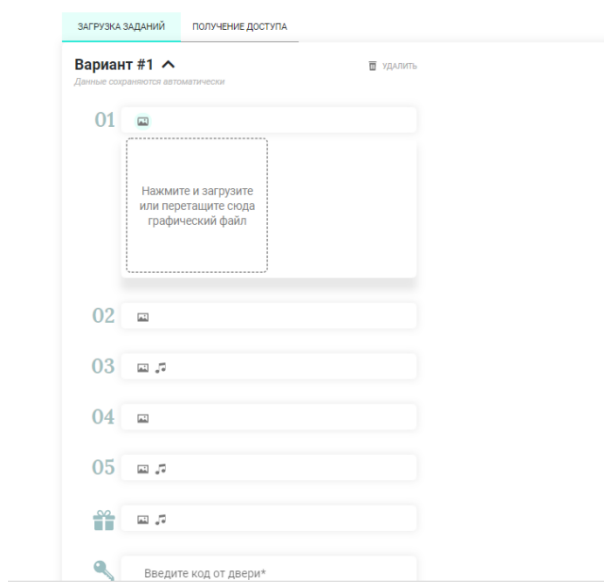 ЗАГРУЗКА ЗАДАНИЙ ПОЛУЧЕНИЕ ДОСТУПА
Вариант #1 УДАЛИТЬ
Данные сохраняются автоматически
01
Нажмите и загрузите
или перетащите сюда
графический файл
02
03
04
05
Введите код от двери*